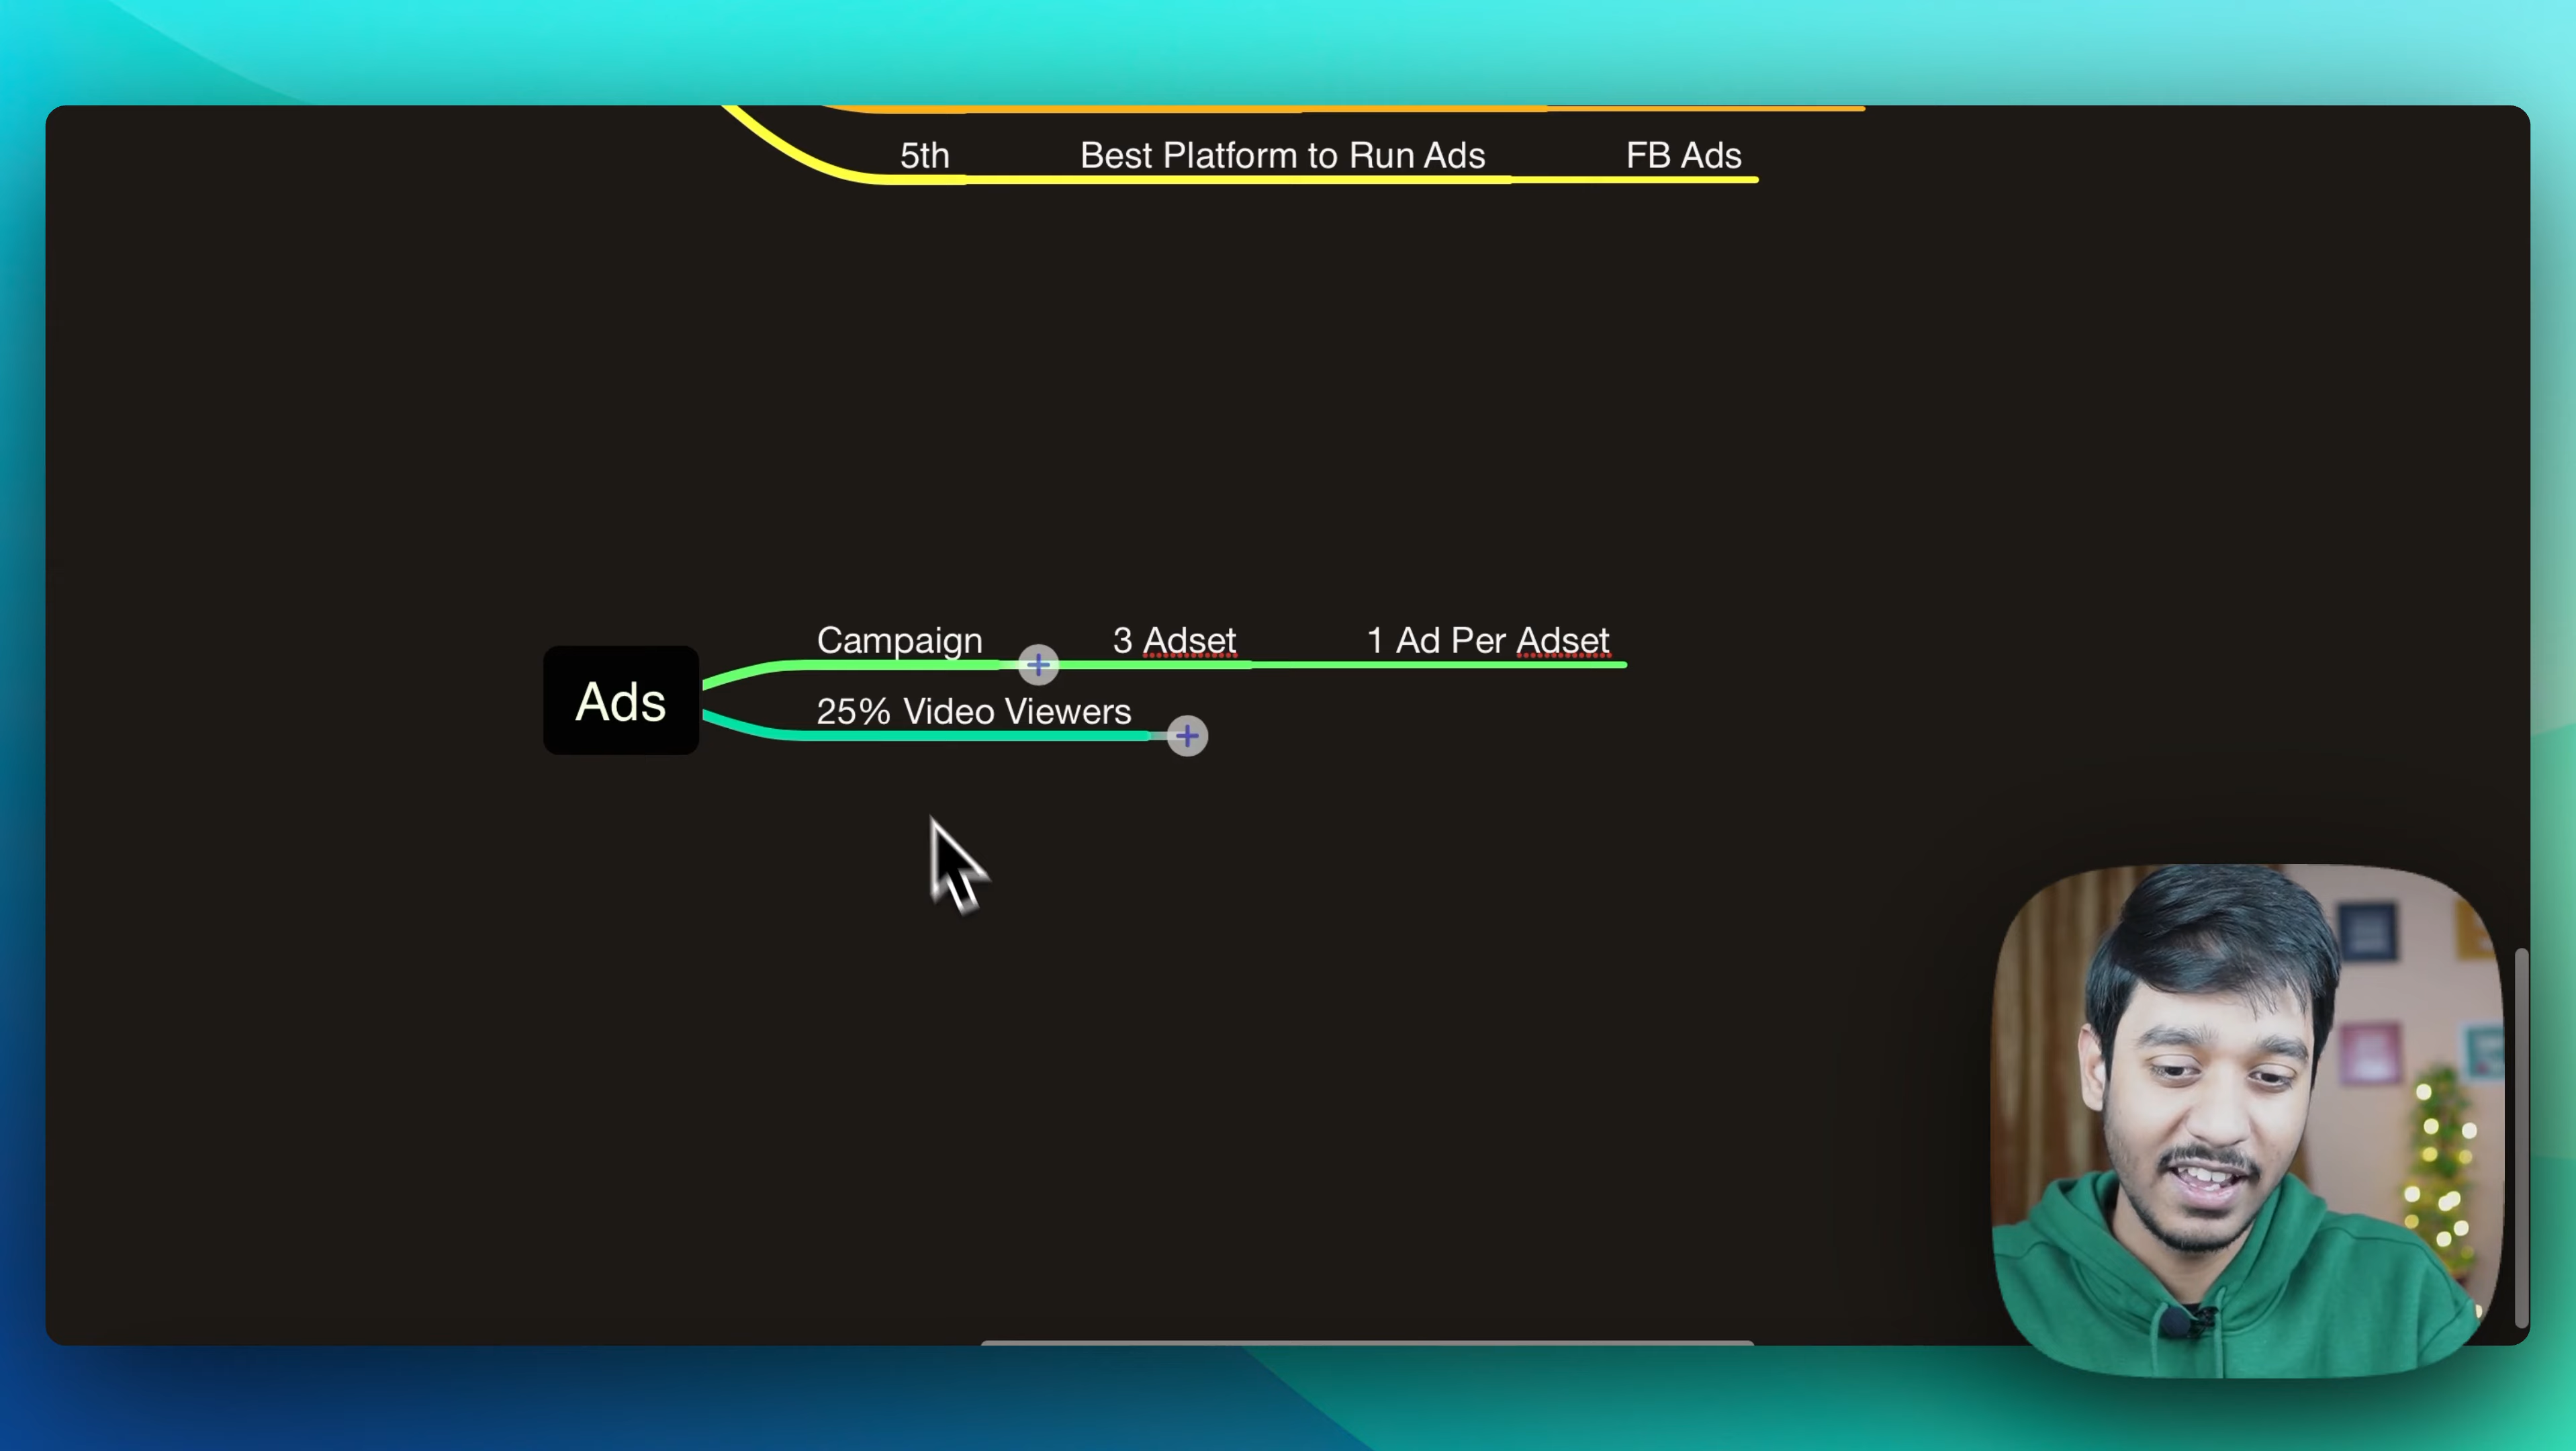 5th Best Platform to Run Ads FB Ads
Campaign 3 Adset 1 Ad Per Adset
Ads
25% Video Viewers